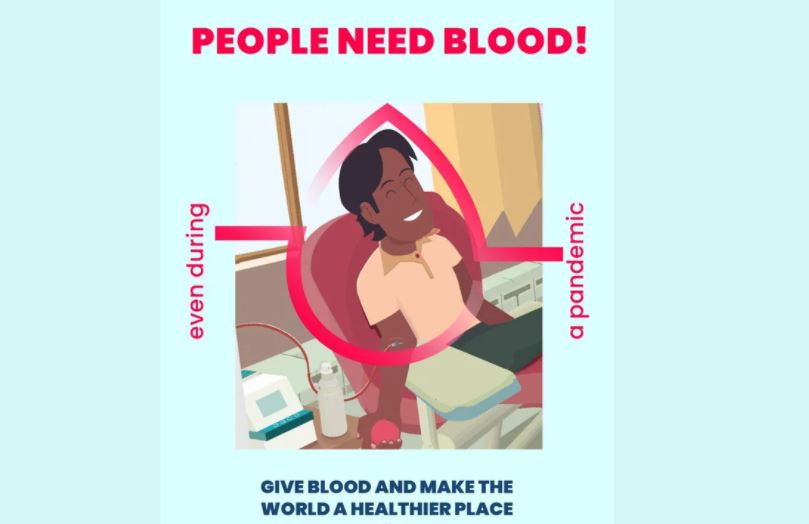 PEOPLE NEED BLOOD!
even during
a pandemic
GIVE BLOOD AND MAKE THE
WORLD A HEALTHIER PLACE